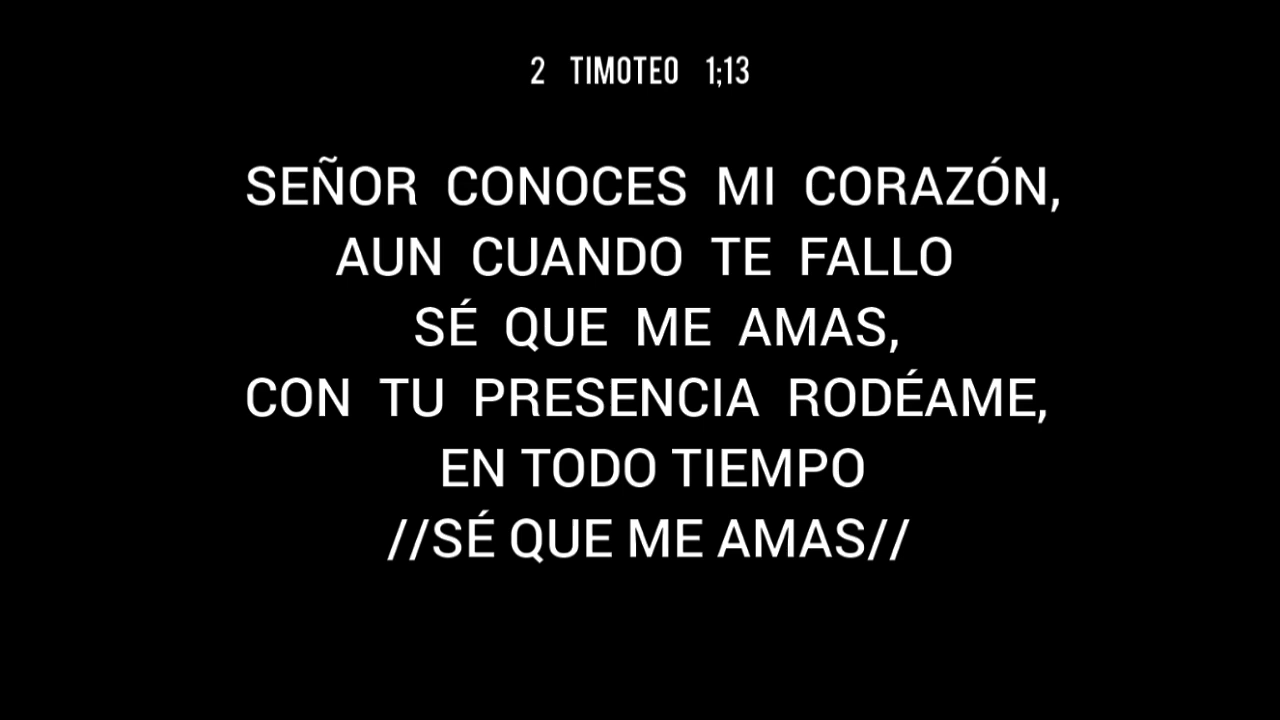 2 TIMOTEO 1;13
SEÑOR CONOCES MI CORAZÓN,
AUN CUANDO TE FALLO
SÉ QUE ME AMAS,
CON TU PRESENCIA RODÉAME,
EN TODO TIEMPO
//SÉ QUE ME AMAS//